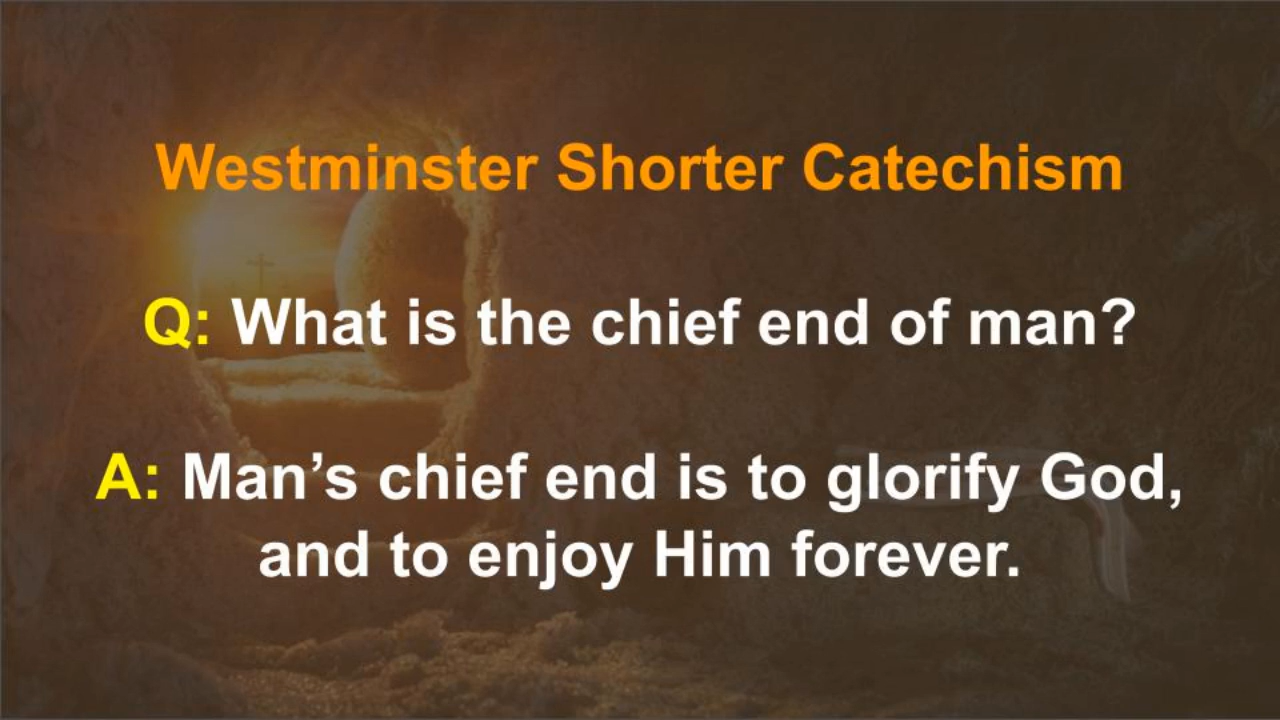 Westminster Shorter Catechism
Q: What is the chief end of man?
A: Man’s chief end is to glorify God,
and to enjoy Him forever.